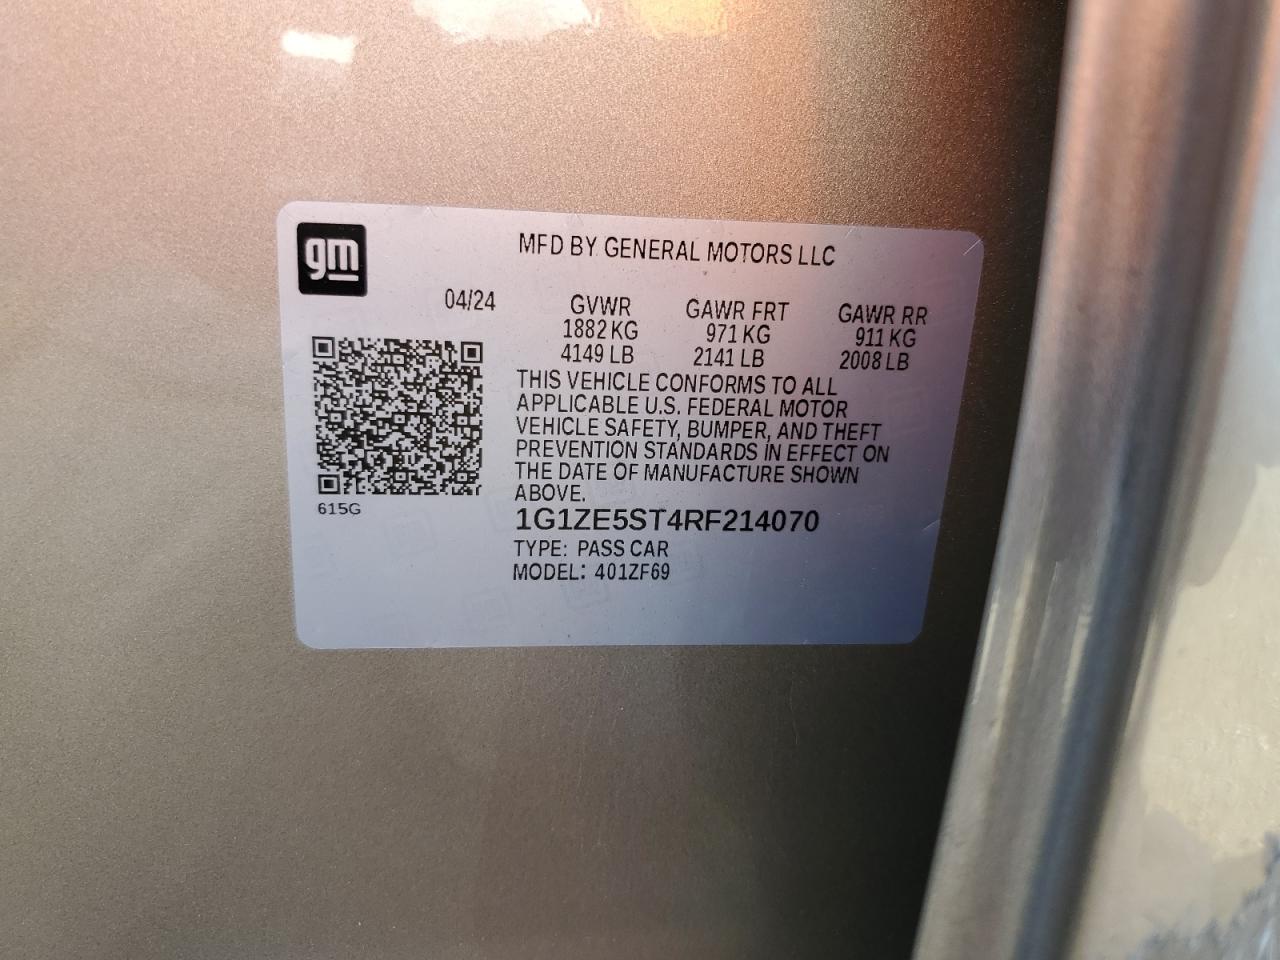 gm
MFD BY GENERAL MOTORS LLC
04/24 GVWR GAWR FRT GAWR RR
1882 KG 971 KG 911 KG
4149 LB 2141 LB 2008 LB
THIS VEHICLE CONFORMS TO ALL
APPLICABLE U.S. FEDERAL MOTOR
VEHICLE SAFETY, BUMPER, AND THEFT
PREVENTION STANDARDS IN EFFECT ON
THE DATE OF MANUFACTURE SHOWN
ABOVE.
615G
1G1ZE5ST4RF214070
TYPE: PASS CAR
MODEL: 401ZF69